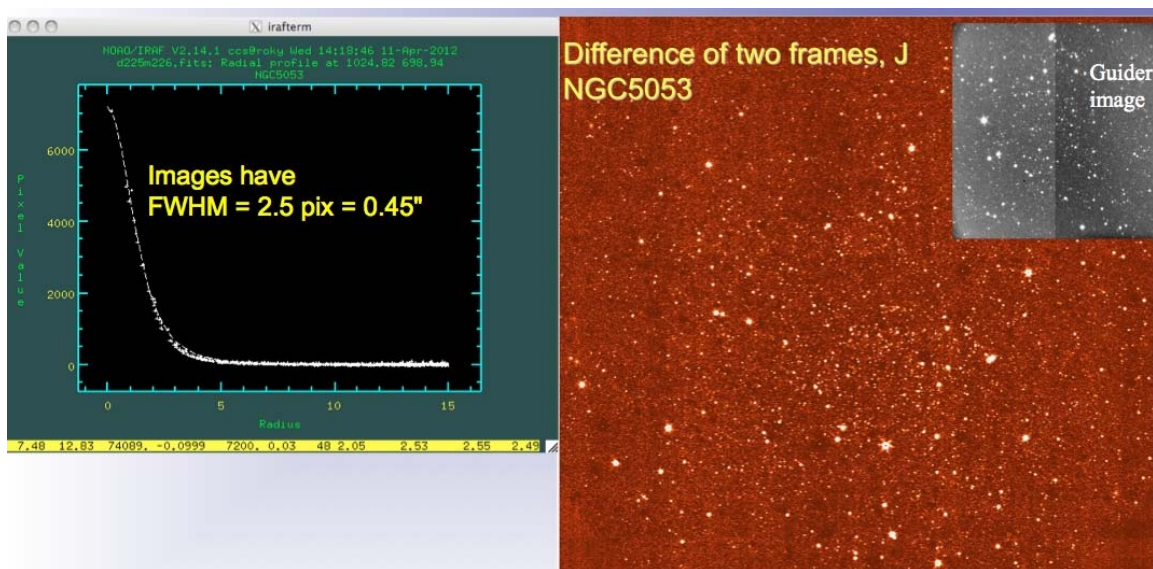 irafterm
NOAO/IRAF V2.14.1 ccs@roky Wed 14:18:46 11-Apr-2012
d225m226.fits: Radial profile at 1024.82 698.94
NGC5053
Images have
FWHM = 2.5 pix = 0.45"
Pixel Value
6000
4000
2000
0
0 5 10 15
Radius
7.48 12.83 74089. -0.0999 7200. 0.03 48 2.05 2.53 2.55 2.49
Difference of two frames, J
NGC5053
Guider
image